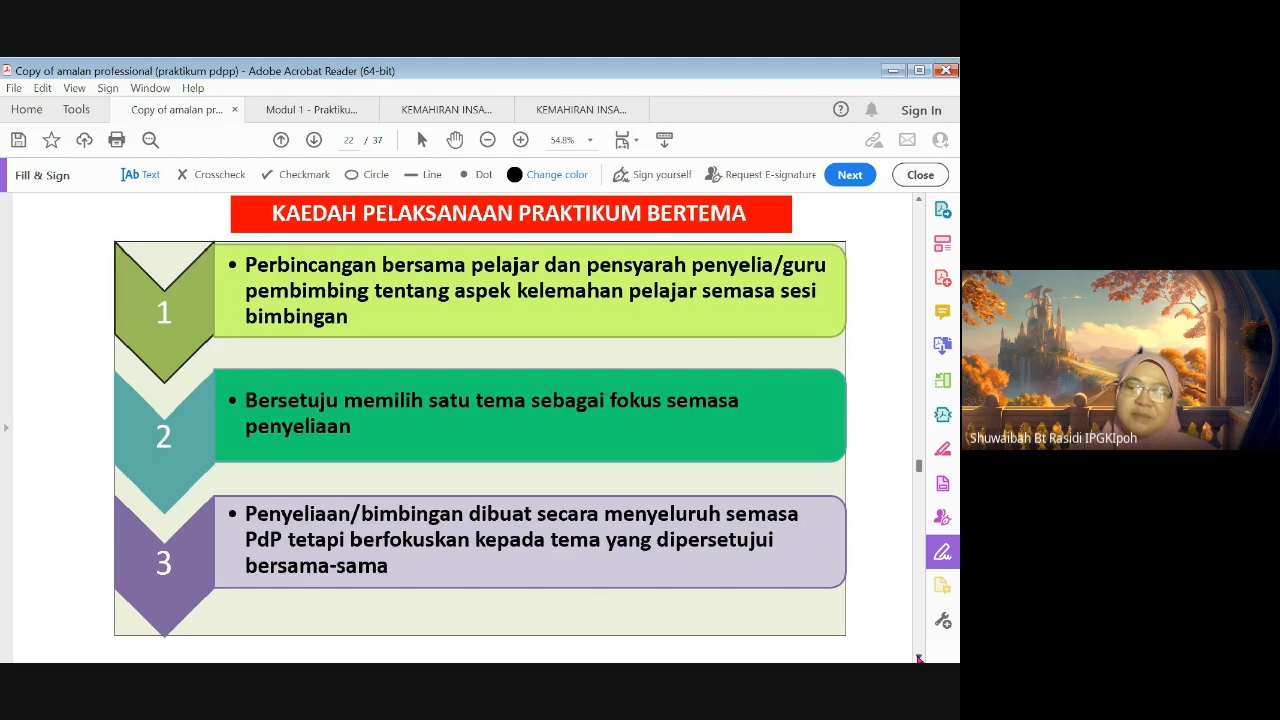 Copy of amalan professional (praktikum pdpp) - Adobe Acrobat Reader (64-bit)
File Edit View Sign Window Help
Home Tools Copy of amalan pr... × Modul 1 - Praktiku... KEMAHIRAN INSA... KEMAHIRAN INSA... Sign In
22 / 37 54.8%
Fill & Sign Ab Text Crosscheck Checkmark Circle Line Dot Change color Sign yourself Request E-signature Next Close
KAEDAH PELAKSANAAN PRAKTIKUM BERTEMA
1
• Perbincangan bersama pelajar dan pensyarah penyelia/guru
pembimbing tentang aspek kelemahan pelajar semasa sesi
bimbingan
2
• Bersetuju memilih satu tema sebagai fokus semasa
penyeliaan
3
• Penyeliaan/bimbingan dibuat secara menyeluruh semasa
PdP tetapi berfokuskan kepada tema yang dipersetujui
bersama-sama
Shuwaibah Bt Rasidi IPGKIpoh